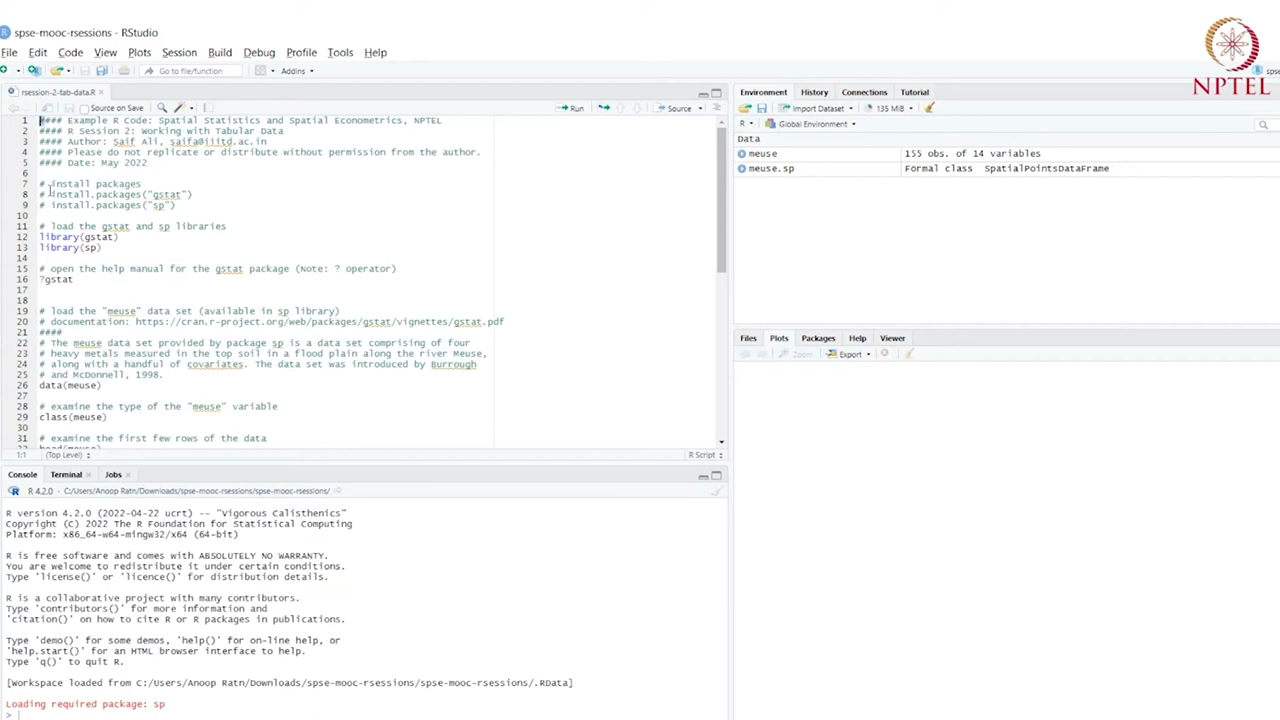 spse-mooc-rsessions - RStudio
File Edit Code View Plots Session Build Debug Profile Tools Help
Go to file/function Addins
NPTEL
rsession-2-tab-data.R
Source on Save Run Source
1 #### Example R Code: Spatial Statistics and Spatial Econometrics, NPTEL
2 #### R Session 2: Working with Tabular Data
3 #### Author: Saif Ali, saifa@iiitd.ac.in
4 #### Please do not replicate or distribute without permission from the author.
5 #### Date: May 2022
6
7 # install packages
8 # install.packages("gstat")
9 # install.packages("sp")
10
11 # load the gstat and sp libraries
12 library(gstat)
13 library(sp)
14
15 # open the help manual for the gstat package (Note: ? operator)
16 ?gstat
17
18
19 # load the "meuse" data set (available in sp library)
20 # documentation: https://cran.r-project.org/web/packages/gstat/vignettes/gstat.pdf
21 ####
22 # The meuse data set provided by package sp is a data set comprising of four
23 # heavy metals measured in the top soil in a flood plain along the river Meuse,
24 # along with a handful of covariates. The data set was introduced by Burrough
25 # and McDonnell, 1998.
26 data(meuse)
27
28 # examine the type of the "meuse" variable
29 class(meuse)
30
31 # examine the first few rows of the data
1:1 (Top Level) R Script
Console Terminal Jobs
R 4.2.0 · C:/Users/Anoop Ratn/Downloads/spse-mooc-rsessions/spse-mooc-rsessions/
R version 4.2.0 (2022-04-22 ucrt) -- "Vigorous Calisthenics"
Copyright (C) 2022 The R Foundation for Statistical Computing
Platform: x86_64-w64-mingw32/x64 (64-bit)
R is free software and comes with ABSOLUTELY NO WARRANTY.
You are welcome to redistribute it under certain conditions.
Type 'license()' or 'licence()' for distribution details.
R is a collaborative project with many contributors.
Type 'contributors()' for more information and
'citation()' on how to cite R or R packages in publications.
Type 'demo()' for some demos, 'help()' for on-line help, or
'help.start()' for an HTML browser interface to help.
Type 'q()' to quit R.
[Workspace loaded from C:/Users/Anoop Ratn/Downloads/spse-mooc-rsessions/spse-mooc-rsessions/.RData]
Loading required package: sp
>
Environment History Connections Tutorial
Import Dataset 135 MiB
R Global Environment
Data
meuse 155 obs. of 14 variables
meuse.sp Formal class SpatialPointsDataFrame
Files Plots Packages Help Viewer
Zoom Export